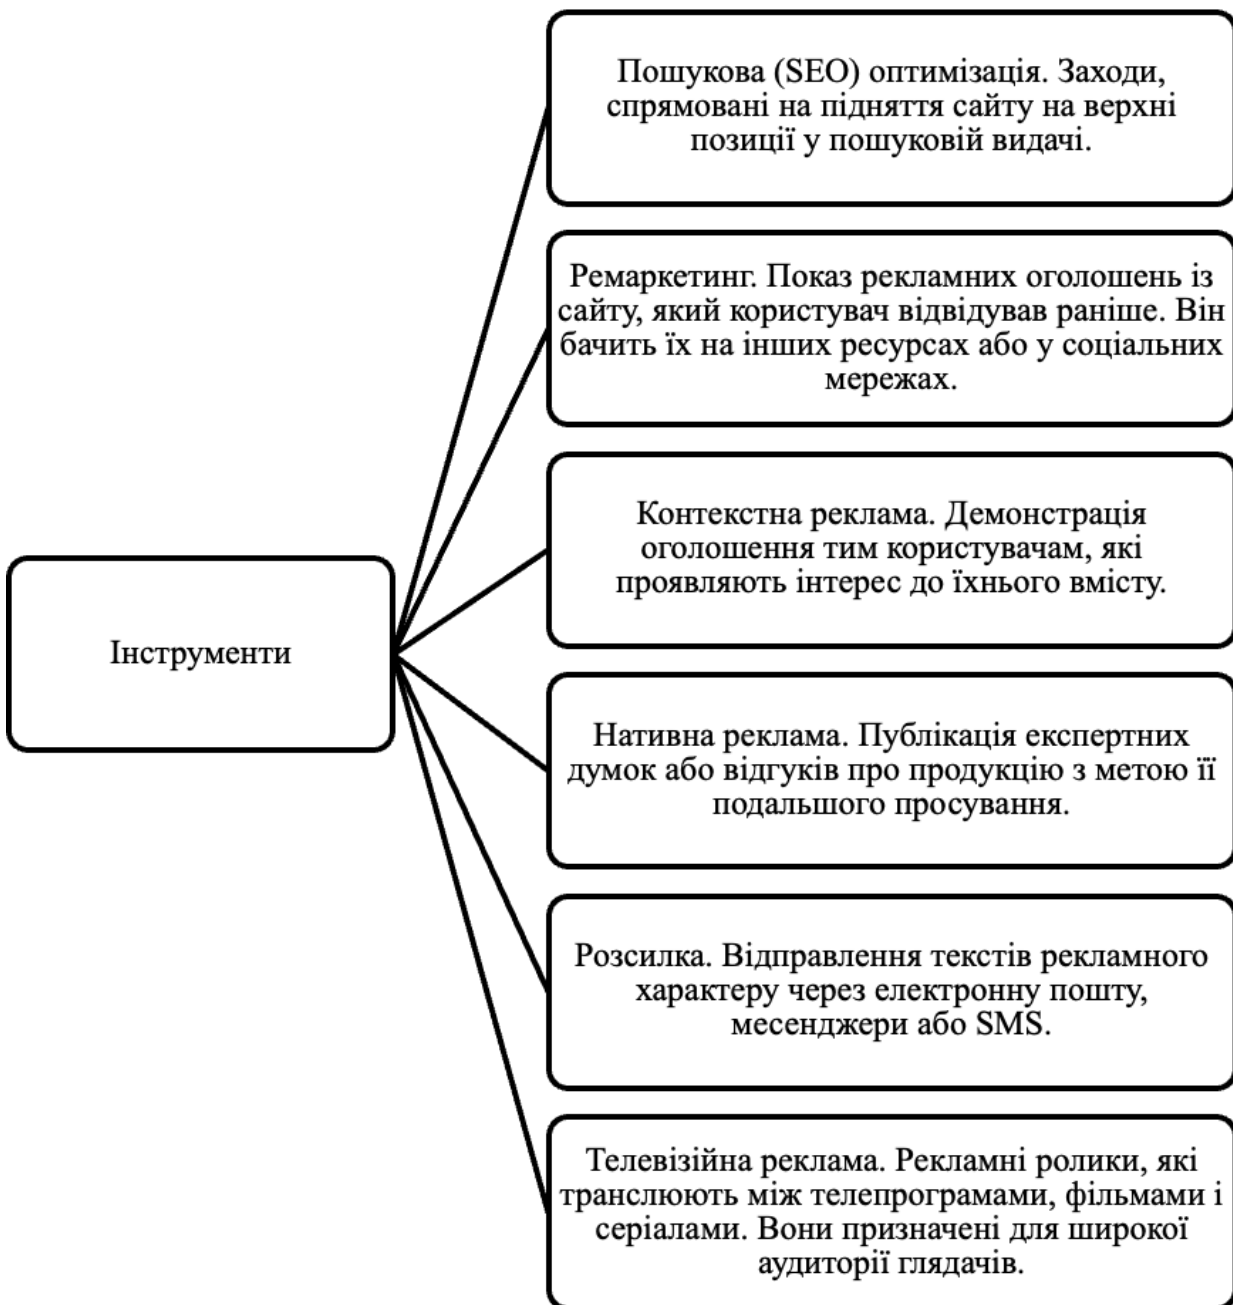 Пошукова (SEO) оптимізація. Заходи,
спрямовані на підняття сайту на верхні
позиції у пошуковій видачі.
Ремаркетинг. Показ рекламних оголошень із
сайту, який користувач відвідував раніше. Він
бачить їх на інших ресурсах або у соціальних
мережах.
Контекстна реклама. Демонстрація
оголошення тим користувачам, які
проявляють інтерес до їхнього вмісту.
Інструменти
Нативна реклама. Публікація експертних
думок або відгуків про продукцію з метою її
подальшого просування.
Розсилка. Відправлення текстів рекламного
характеру через електронну пошту,
месенджери або SMS.
Телевізійна реклама. Рекламні ролики, які
транслюють між телепрограмами, фільмами і
серіалами. Вони призначені для широкої
аудиторії глядачів.